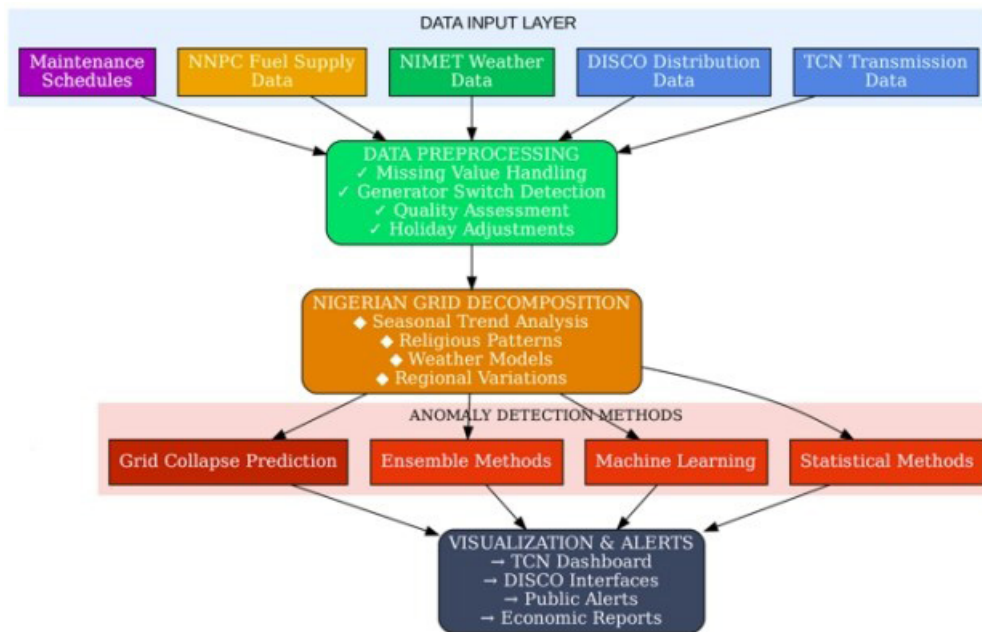 DATA INPUT LAYER
Maintenance
Schedules
NNPC Fuel Supply
Data
NIMET Weather
Data
DISCO Distribution
Data
TCN Transmission
Data
DATA PREPROCESSING
✓ Missing Value Handling
✓ Generator Switch Detection
✓ Quality Assessment
✓ Holiday Adjustments
NIGERIAN GRID DECOMPOSITION
◆ Seasonal Trend Analysis
◆ Religious Patterns
◆ Weather Models
◆ Regional Variations
ANOMALY DETECTION METHODS
Grid Collapse Prediction
Ensemble Methods
Machine Learning
Statistical Methods
VISUALIZATION & ALERTS
→ TCN Dashboard
→ DISCO Interfaces
→ Public Alerts
→ Economic Reports